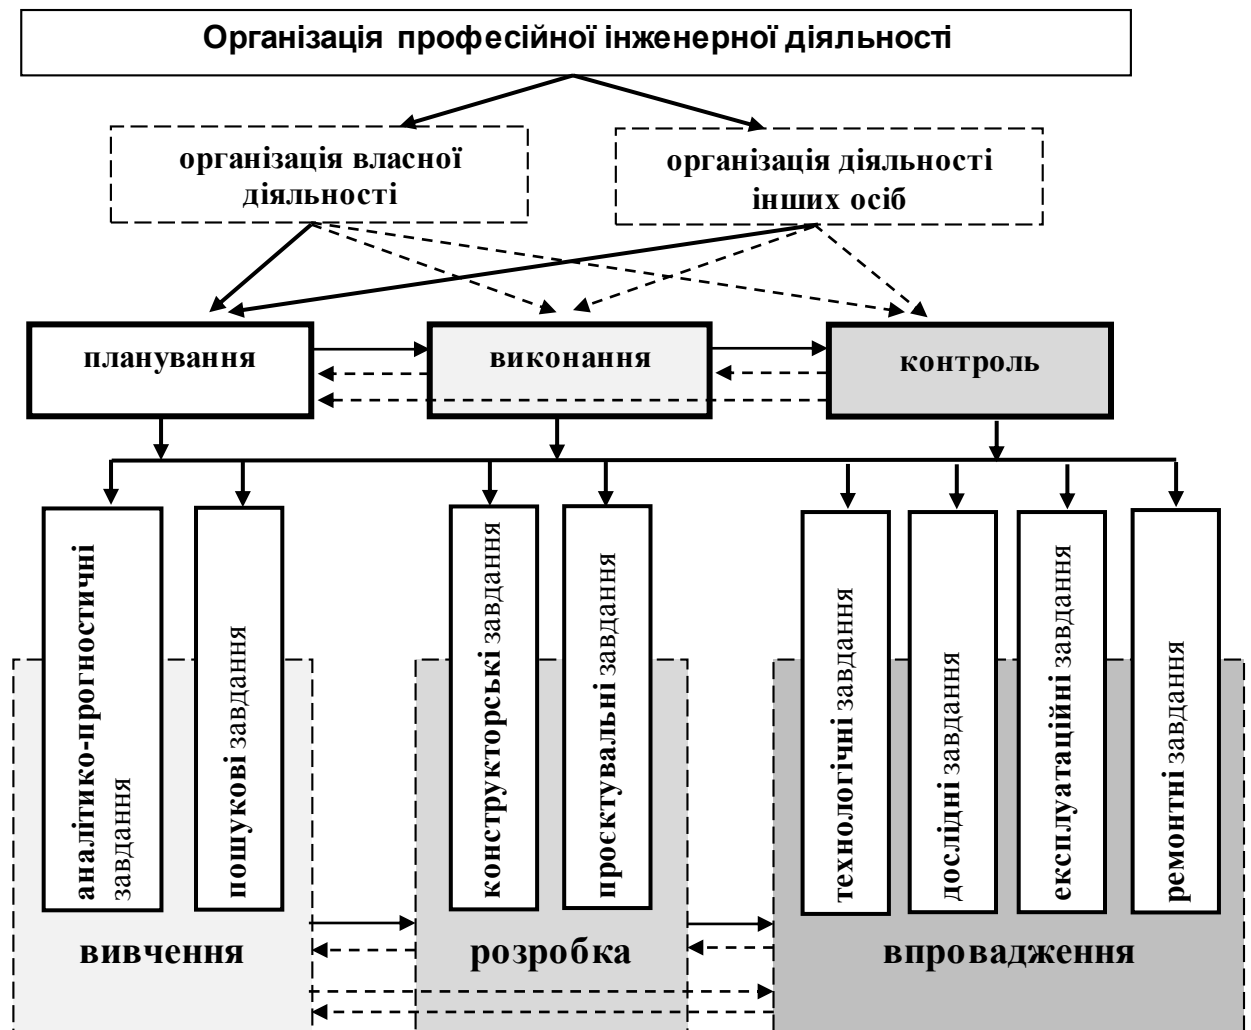 Організація професійної інженерної діяльності
організація власної
діяльності
організація діяльності
інших осіб
планування
виконання
контроль
аналітико-прогностичні
завдання
пошукові завдання
конструкторські завдання
проєктувальні завдання
технологічні завдання
дослідні завдання
експлуатаційні завдання
ремонтні завдання
вивчення
розробка
впровадження